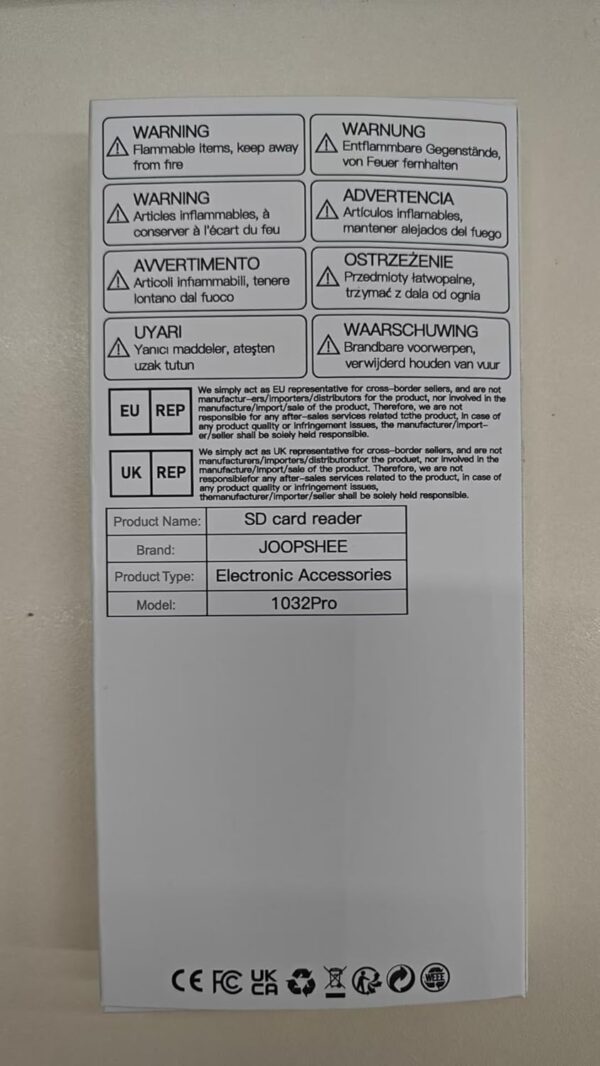 WARNING
Flammable items, keep away
from fire
WARNUNG
Entflammbare Gegenstände,
von Feuer fernhalten
WARNING
Articles inflammables, à
conserver à l'écart du feu
ADVERTENCIA
Artículos inflamables,
mantener alejados del fuego
AVVERTIMENTO
Articoli infiammabili, tenere
lontano dal fuoco
OSTRZEŻENIE
Przedmioty łatwopalne,
trzymać z dala od ognia
UYARI
Yanıcı maddeler, ateşten
uzak tutun
WAARSCHUWING
Brandbare voorwerpen,
verwijderd houden van vuur
EU REP
We simply act as EU representative for cross-border sellers, and are not
manufactur-ers/importers/distributors for the product, nor involved in the
manufacture/import/sale of the product, Therefore, we are not
responsible for any after-sales services related tcthe product, in case of
any product quality or infringement issues, the manufacturer/import-
er/seller shall be solely held responsible.
UK REP
We simply act as UK representative for cross-border sellers, and are not
manufacturers/importers/distributorsfor the produet, nor involved in the
manufacture/import/sale of the product. Therefore, we are not
responsiblefor any after-sales services related to the product, in case of
any product quality or infringement issues,
themanufacturer/importer/seller shall be solely held responsible.
Product Name: SD card reader
Brand: JOOPSHEE
Product Type: Electronic Accessories
Model: 1032Pro
CE FC UK CA WEEE